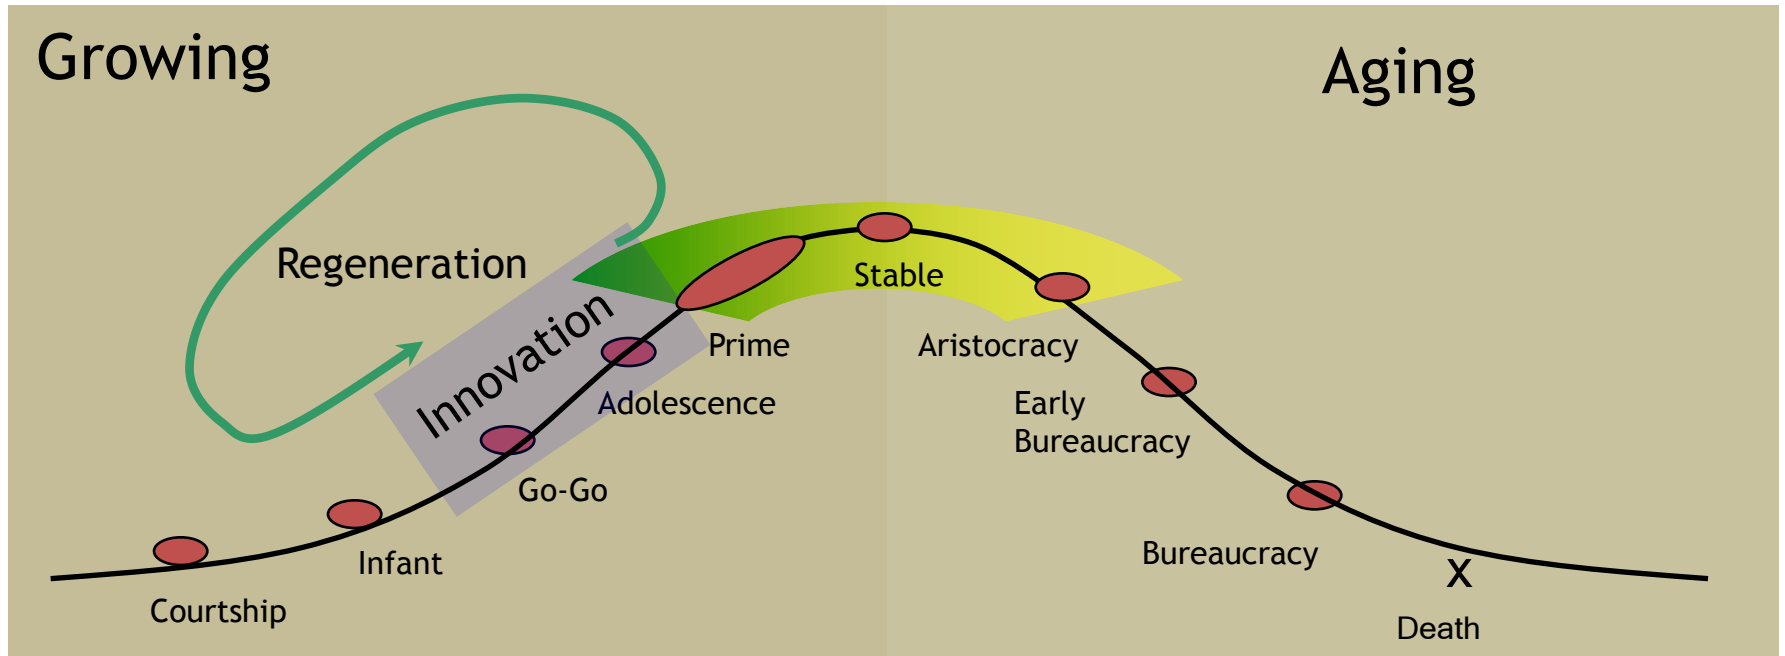 Growing
Aging
Regeneration
Innovation
Stable
Prime
Aristocracy
Adolescence
Early
Bureaucracy
Go-Go
Infant
Bureaucracy
Courtship
X
Death